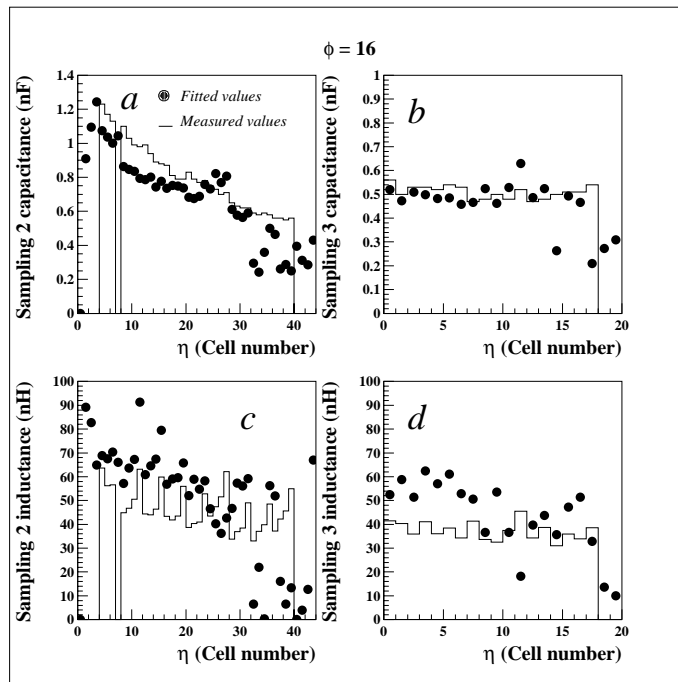 ϕ = 16
Sampling 2 capacitance (nF)
1.4
1.2
1
0.8
0.6
0.4
0.2
0
0 10 20 30 40
η (Cell number)
a
Fitted values
Measured values
Sampling 3 capacitance (nF)
1
0.9
0.8
0.7
0.6
0.5
0.4
0.3
0.2
0.1
0
0 5 10 15 20
η (Cell number)
b
Sampling 2 inductance (nH)
100
90
80
70
60
50
40
30
20
10
0
0 10 20 30 40
η (Cell number)
c
Sampling 3 inductance (nH)
100
90
80
70
60
50
40
30
20
10
0
0 5 10 15 20
η (Cell number)
d